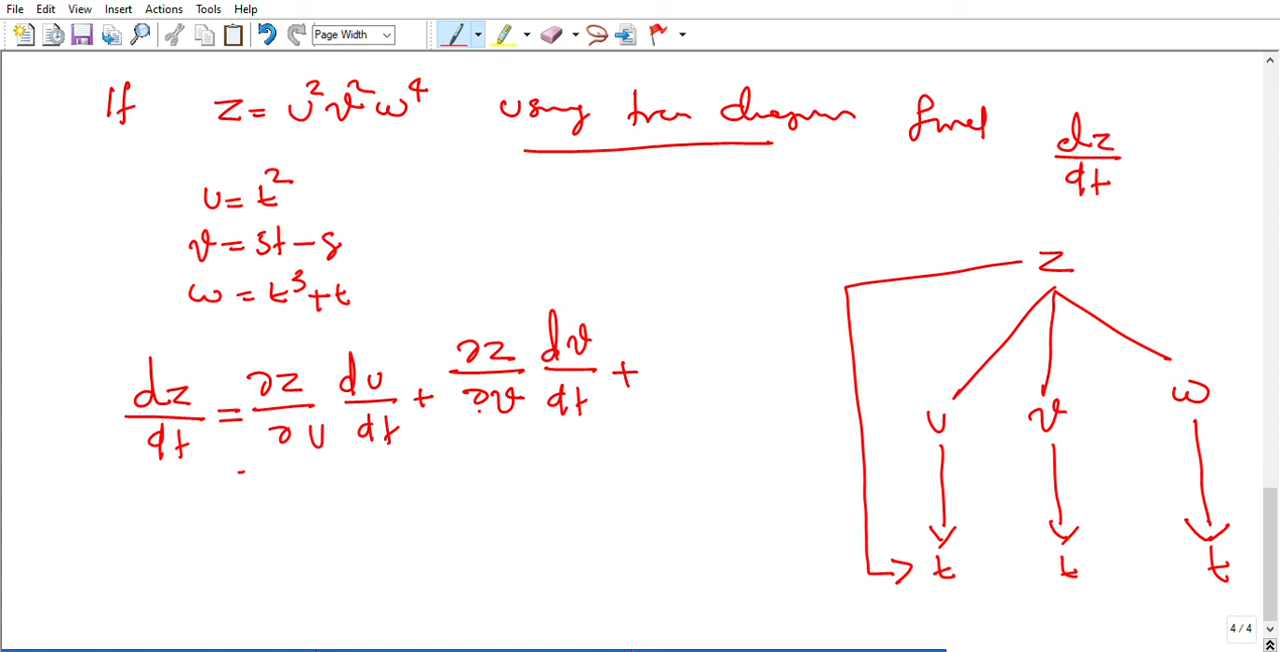 File Edit View Insert Actions Tools Help
Page Width
If z = u²v²w⁴ using tree diagram find dz/dt
u = t²
v = 5t - 8
w = t³ + t
dz/dt = ∂z/∂u du/dt + ∂z/∂v dv/dt +
=
z
u v w
t t t
4 / 4